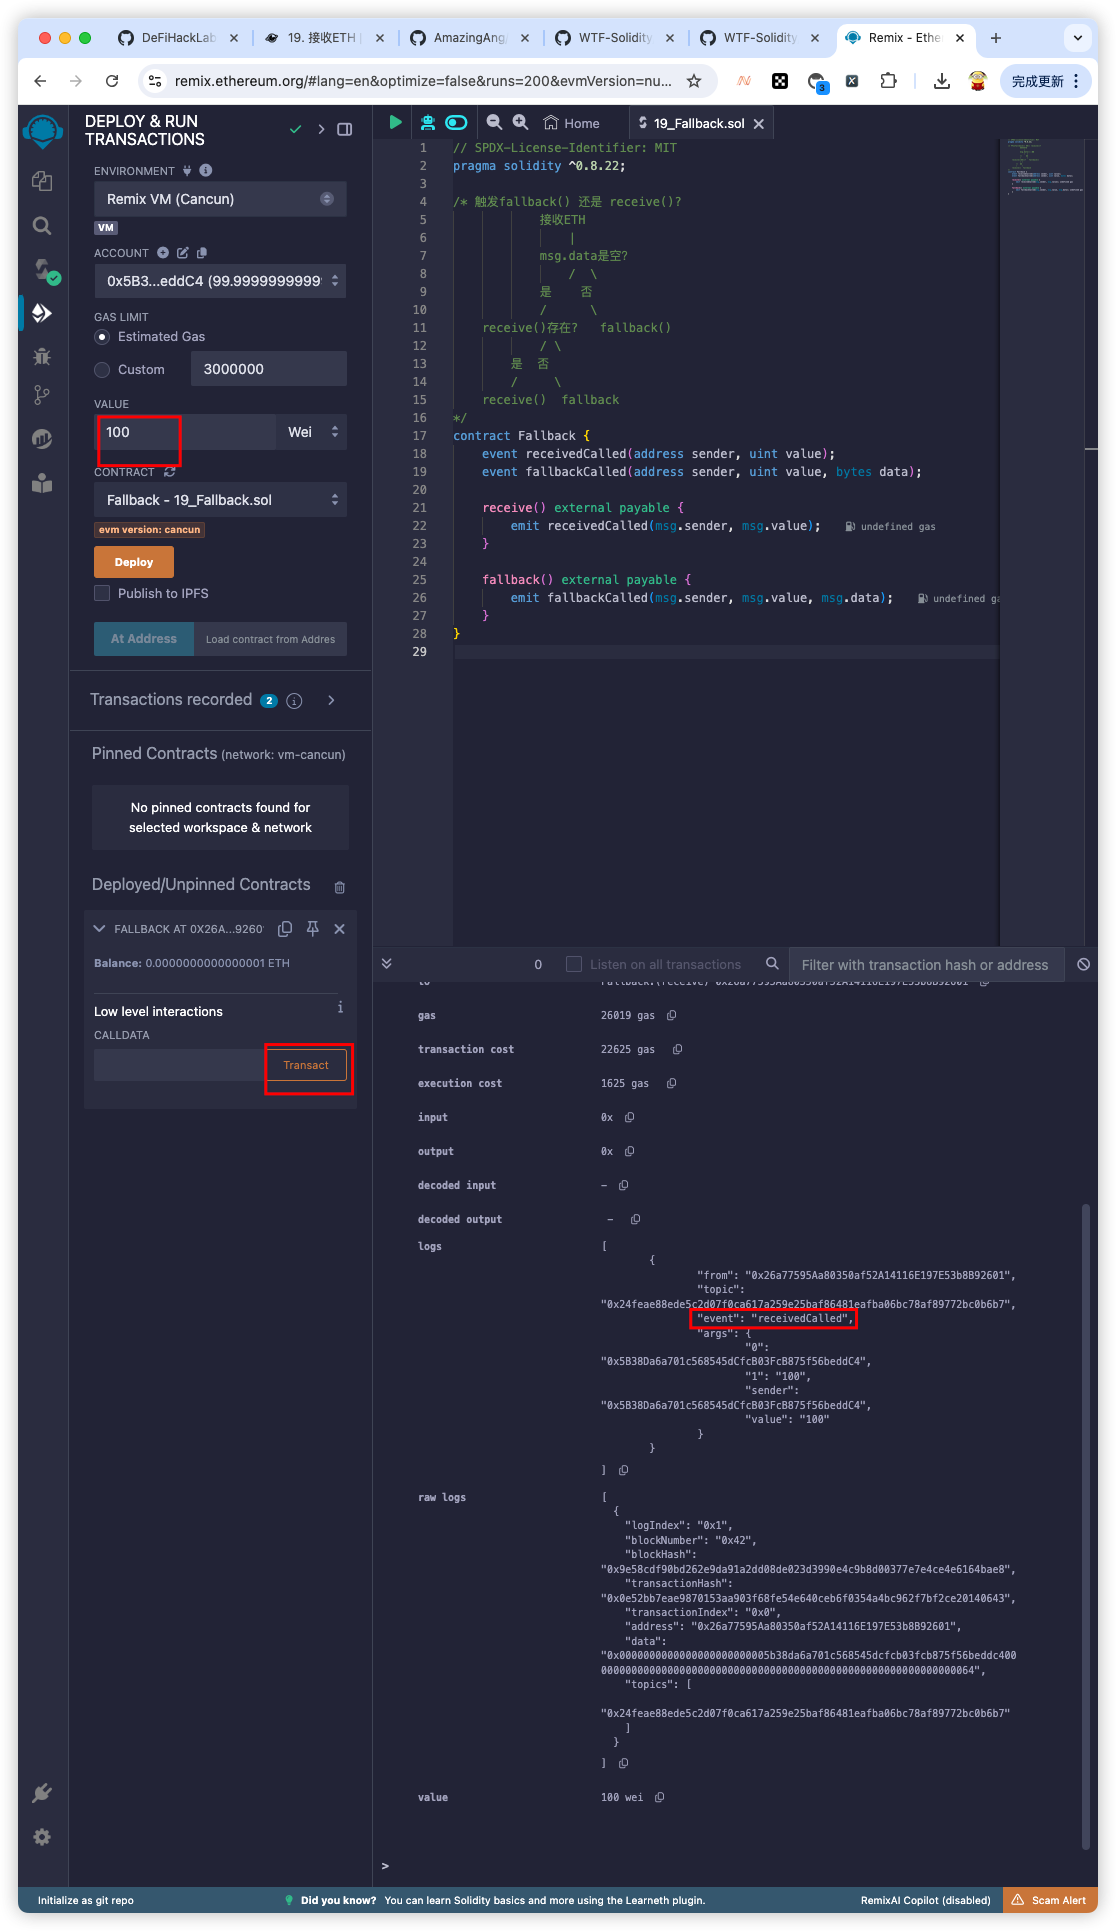 DeFiHackLab
19. 接收ETH
AmazingAng
WTF-Solidity
WTF-Solidity
Remix - Ethe
remix.ethereum.org/#lang=en&optimize=false&runs=200&evmVersion=nu...
3
完成更新
DEPLOY & RUN
TRANSACTIONS
ENVIRONMENT
Remix VM (Cancun)
VM
ACCOUNT
0x5B3...eddC4 (99.9999999999
GAS LIMIT
Estimated Gas
Custom
3000000
VALUE
100
Wei
CONTRACT
Fallback - 19_Fallback.sol
evm version: cancun
Deploy
Publish to IPFS
At Address
Load contract from Addres
Transactions recorded 2
Pinned Contracts (network: vm-cancun)
No pinned contracts found for
selected workspace & network
Deployed/Unpinned Contracts
FALLBACK AT 0X26A...9260
Balance: 0.0000000000000001 ETH
Low level interactions
CALLDATA
Transact
Home
19_Fallback.sol
1 // SPDX-License-Identifier: MIT
2 pragma solidity ^0.8.22;
3
4 /* 触发fallback() 还是 receive()?
5 接收ETH
6 |
7 msg.data是空?
8 / \
9 是 否
10 / \
11 receive()存在? fallback()
12 / \
13 是 否
14 / \
15 receive() fallback
16 */
17 contract Fallback {
18 event receivedCalled(address sender, uint value);
19 event fallbackCalled(address sender, uint value, bytes data);
20
21 receive() external payable {
22 emit receivedCalled(msg.sender, msg.value); undefined gas
23 }
24
25 fallback() external payable {
26 emit fallbackCalled(msg.sender, msg.value, msg.data); undefined ga
27 }
28 }
29
0
Listen on all transactions
Filter with transaction hash or address
to Fallback.(receive) 0x26a77595Aa80350af52A14116E197E53b8B92601
gas 26019 gas
transaction cost 22625 gas
execution cost 1625 gas
input 0x
output 0x
decoded input –
decoded output –
logs [
{
"from": "0x26a77595Aa80350af52A14116E197E53b8B92601",
"topic":
"0x24feae88ede5c2d07f0ca617a259e25baf86481eafba06bc78af89772bc0b6b7",
"event": "receivedCalled",
"args": {
"0":
"0x5B38Da6a701c568545dCfcB03FcB875f56beddC4",
"1": "100",
"sender":
"0x5B38Da6a701c568545dCfcB03FcB875f56beddC4",
"value": "100"
}
}
]
raw logs [
{
"logIndex": "0x1",
"blockNumber": "0x42",
"blockHash":
"0x9e58cdf90bd262e9da91a2dd08de023d3990e4c9b8d00377e7e4ce4e6164bae8",
"transactionHash":
"0x0e52bb7eae9870153aa903f68fe54e640ceb6f0354a4bc962f7bf2ce20140643",
"transactionIndex": "0x0",
"address": "0x26a77595Aa80350af52A14116E197E53b8B92601",
"data":
"0x0000000000000000000000005b38da6a701c568545dcfcb03fcb875f56beddc400
00000000000000000000000000000000000000000000000000000000000064",
"topics": [
"0x24feae88ede5c2d07f0ca617a259e25baf86481eafba06bc78af89772bc0b6b7"
]
}
]
value 100 wei
>
Initialize as git repo
Did you know? You can learn Solidity basics and more using the Learneth plugin.
RemixAI Copilot (disabled)
Scam Alert